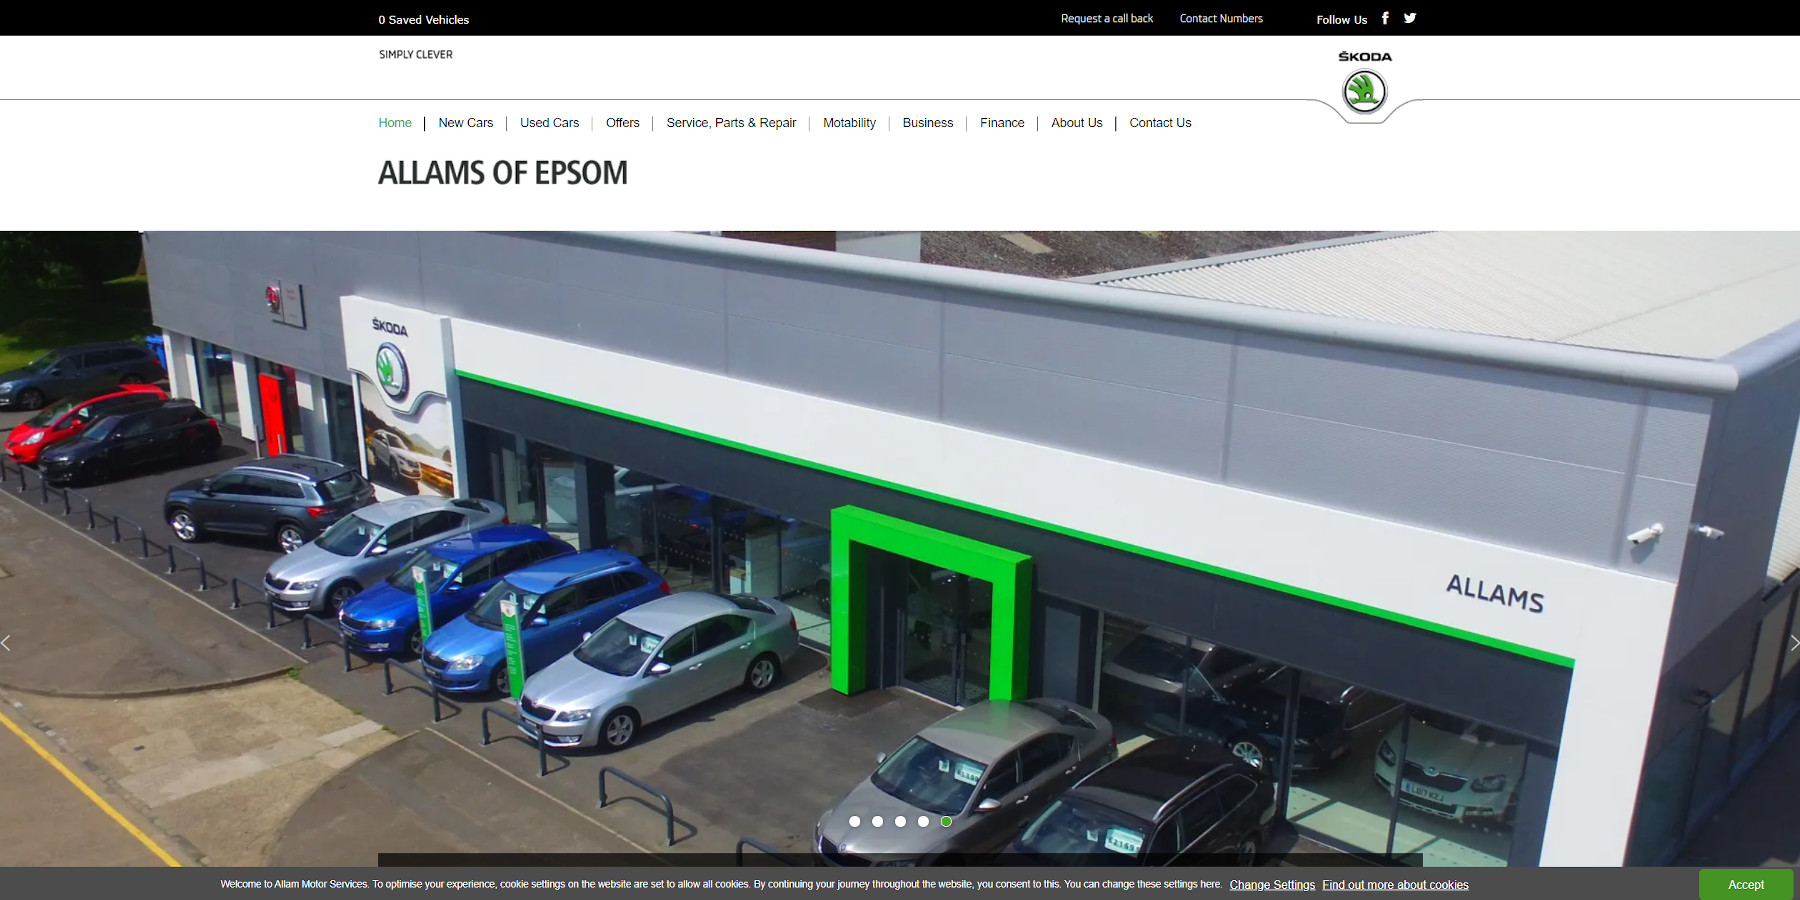 0 Saved Vehicles
Request a call back
Contact Numbers
Follow Us
SIMPLY CLEVER
ŠKODA
Home
New Cars
Used Cars
Offers
Service, Parts & Repair
Motability
Business
Finance
About Us
Contact Us
ALLAMS OF EPSOM
ŠKODA
ALLAMS
Welcome to Allam Motor Services. To optimise your experience, cookie settings on the website are set to allow all cookies. By continuing your journey throughout the website, you consent to this. You can change these settings here. Change Settings Find out more about cookies
Accept